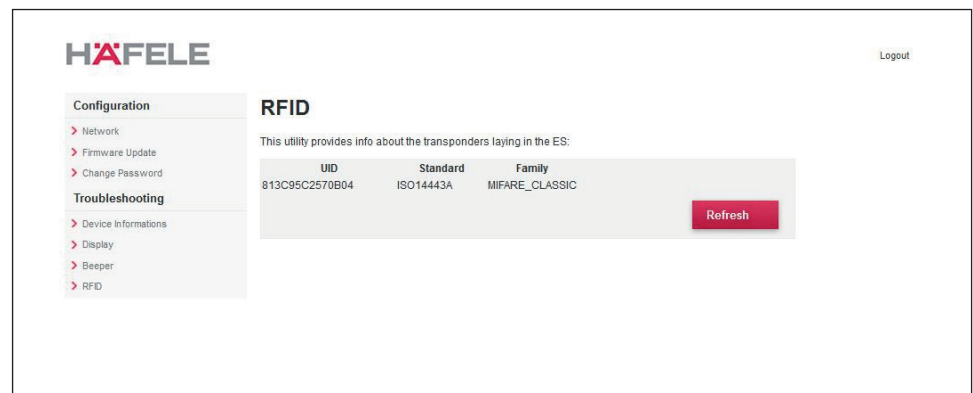 HÄFELE
Logout
Configuration
Network
Firmware Update
Change Password
Troubleshooting
Device Informations
Display
Beeper
RFID
RFID
This utility provides info about the transponders laying in the ES:
UID Standard Family
813C95C2570B04 ISO14443A MIFARE_CLASSIC
Refresh